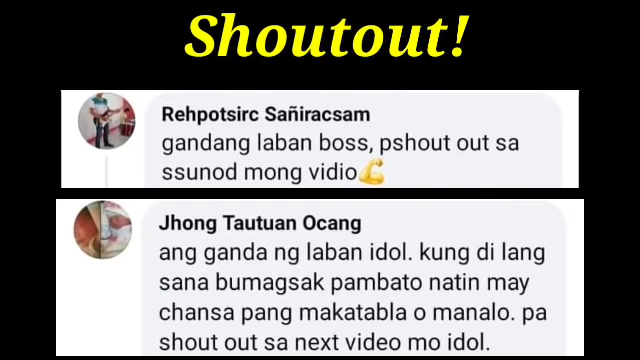 Shoutout!
Rehpotsirc Sañiracsam
gandang laban boss, pshout out sa
ssunod mong vidio💪
Jhong Tautuan Ocang
ang ganda ng laban idol. kung di lang
sana bumagsak pambato natin may
chansa pang makatabla o manalo. pa
shout out sa next video mo idol.